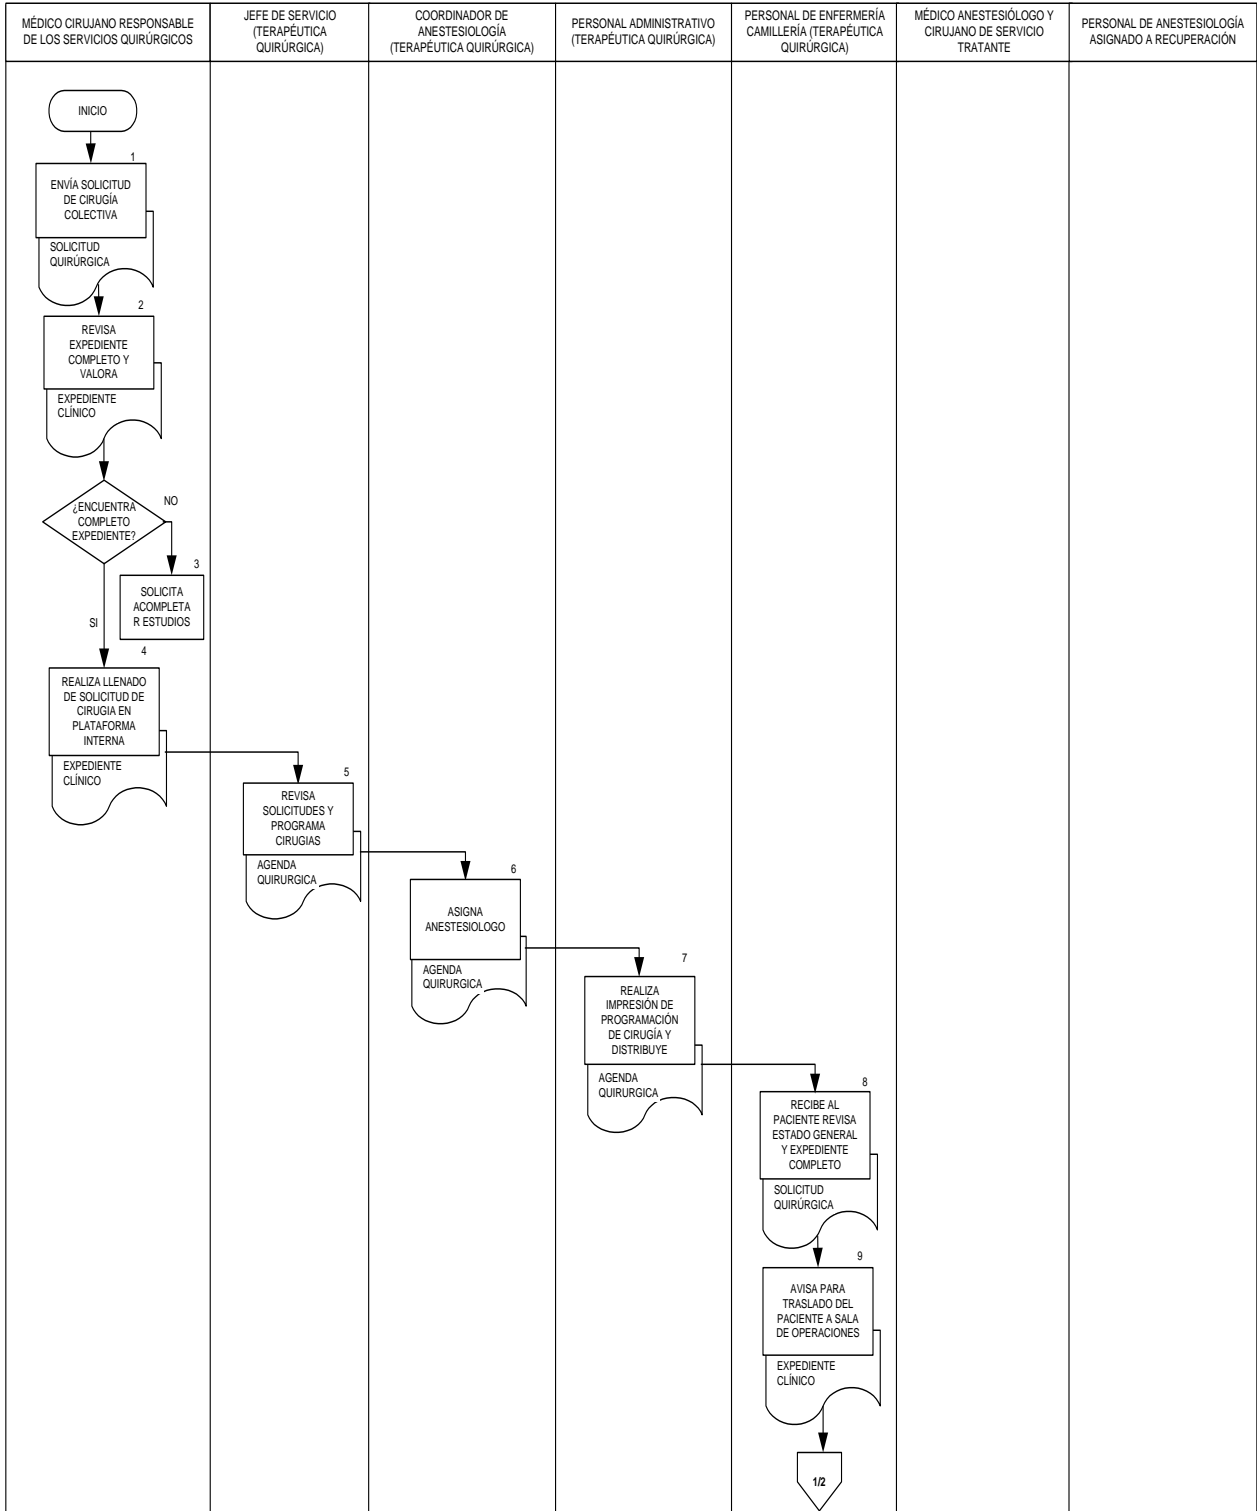 MÉDICO CIRUJANO RESPONSABLE
DE LOS SERVICIOS QUIRÚRGICOS
JEFE DE SERVICIO
(TERAPÉUTICA
QUIRÚRGICA)
COORDINADOR DE
ANESTESIOLOGÍA
(TERAPÉUTICA QUIRÚRGICA)
PERSONAL ADMINISTRATIVO
(TERAPÉUTICA QUIRÚRGICA)
PERSONAL DE ENFERMERÍA
CAMILLERÍA (TERAPÉUTICA
QUIRÚRGICA)
MÉDICO ANESTESIÓLOGO Y
CIRUJANO DE SERVICIO
TRATANTE
PERSONAL DE ANESTESIOLOGÍA
ASIGNADO A RECUPERACIÓN
INICIO
1
ENVÍA SOLICITUD
DE CIRUGÍA
COLECTIVA
SOLICITUD
QUIRÚRGICA
2
REVISA
EXPEDIENTE
COMPLETO Y
VALORA
EXPEDIENTE
CLÍNICO
¿ENCUENTRA
COMPLETO
EXPEDIENTE?
NO
3
SOLICITA
ACOMPLETA
R ESTUDIOS
SI
4
REALIZA LLENADO
DE SOLICITUD DE
CIRUGIA EN
PLATAFORMA
INTERNA
EXPEDIENTE
CLÍNICO
5
REVISA
SOLICITUDES Y
PROGRAMA
CIRUGIAS
AGENDA
QUIRURGICA
6
ASIGNA
ANESTESIOLOGO
AGENDA
QUIRURGICA
7
REALIZA
IMPRESIÓN DE
PROGRAMACIÓN
DE CIRUGÍA Y
DISTRIBUYE
AGENDA
QUIRURGICA
8
RECIBE AL
PACIENTE REVISA
ESTADO GENERAL
Y EXPEDIENTE
COMPLETO
SOLICITUD
QUIRÚRGICA
9
AVISA PARA
TRASLADO DEL
PACIENTE A SALA
DE OPERACIONES
EXPEDIENTE
CLÍNICO
1/2